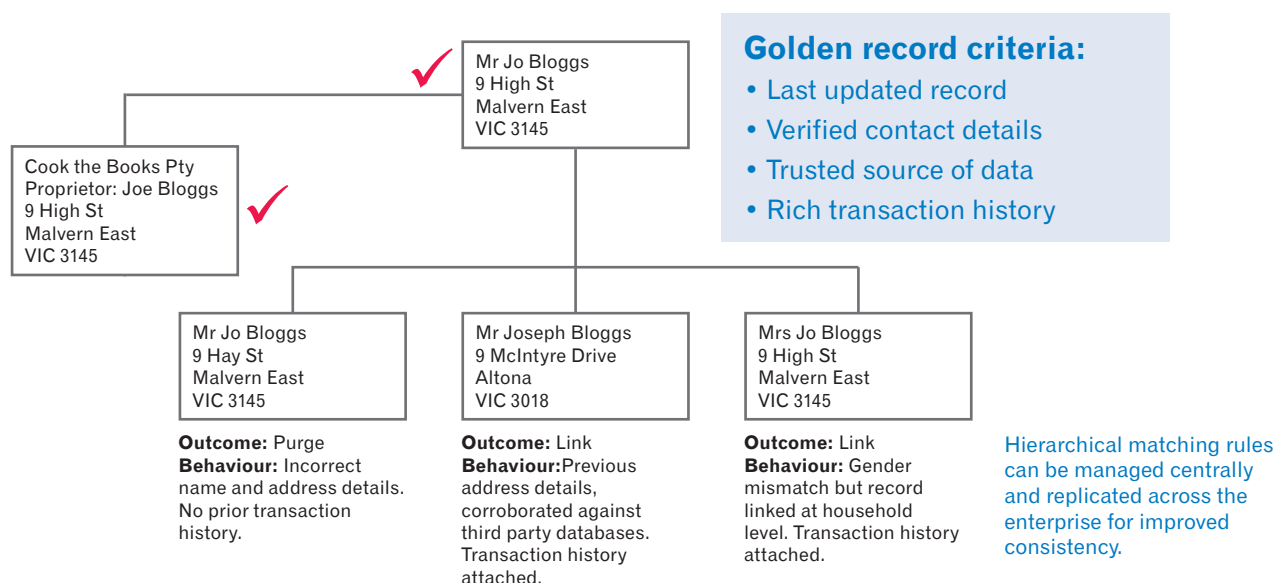 Mr Jo Bloggs
9 High St
Malvern East
VIC 3145
Golden record criteria:
• Last updated record
• Verified contact details
• Trusted source of data
• Rich transaction history
Cook the Books Pty
Proprietor: Joe Bloggs
9 High St
Malvern East
VIC 3145
Mr Jo Bloggs
9 Hay St
Malvern East
VIC 3145
Outcome: Purge
Behaviour: Incorrect
name and address details.
No prior transaction
history.
Mr Joseph Bloggs
9 McIntyre Drive
Altona
VIC 3018
Outcome: Link
Behaviour:Previous
address details,
corroborated against
third party databases.
Transaction history
attached.
Mrs Jo Bloggs
9 High St
Malvern East
VIC 3145
Outcome: Link
Behaviour: Gender
mismatch but record
linked at household
level. Transaction history
attached.
Hierarchical matching rules
can be managed centrally
and replicated across the
enterprise for improved
consistency.